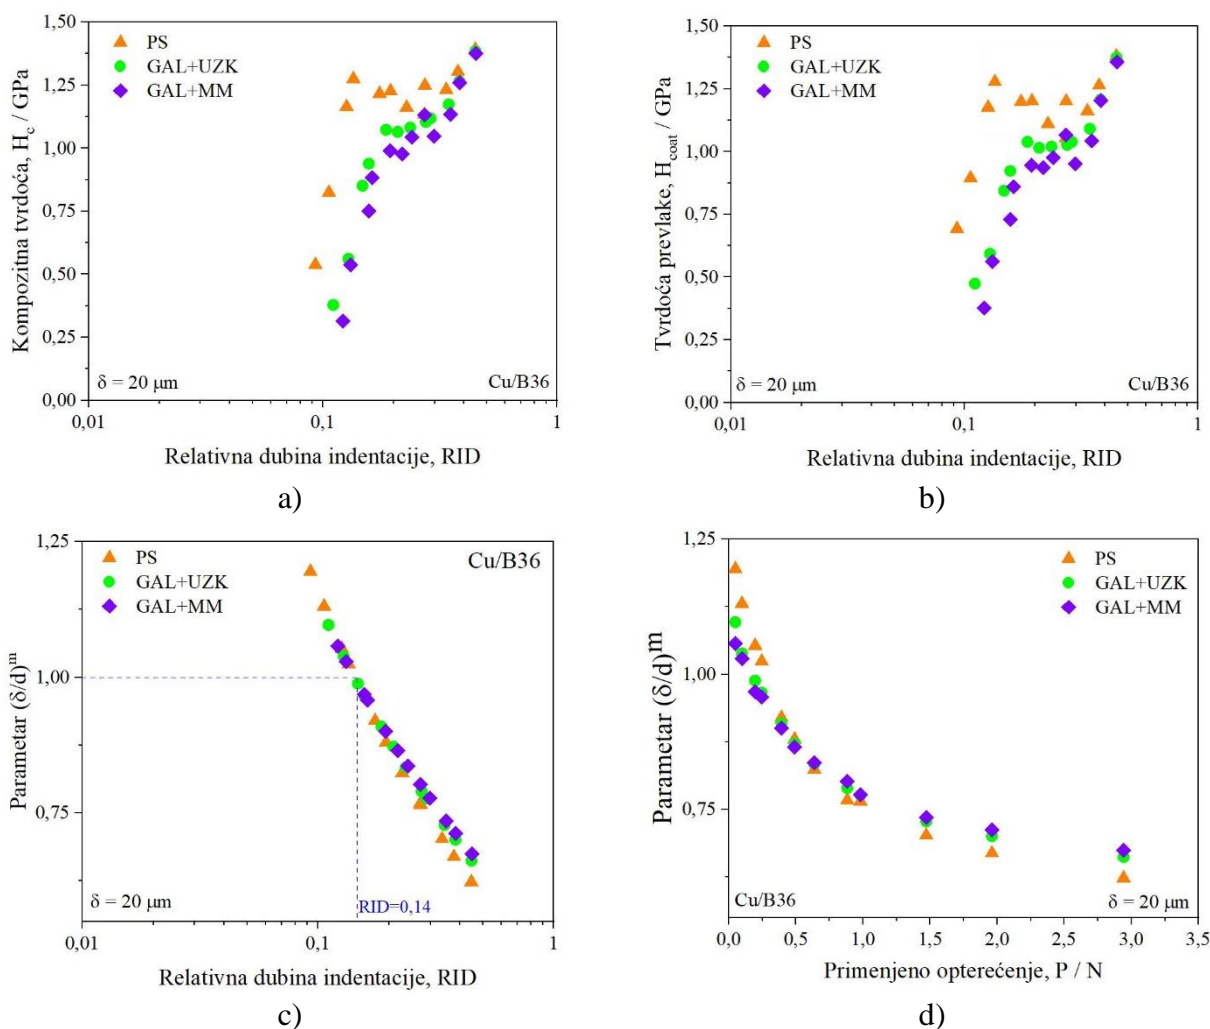 1,50
1,25
1,00
0,75
0,50
0,25
0,00
Kompozitna tvrdoća, H_c / GPa
PS
GAL+UZK
GAL+MM
δ = 20 μm
Cu/B36
0,01
0,1
1
Relativna dubina indentacije, RID
a)
1,50
1,25
1,00
0,75
0,50
0,25
0,00
Tvrdoća prevlake, H_coat / GPa
PS
GAL+UZK
GAL+MM
δ = 20 μm
Cu/B36
0,01
0,1
1
Relativna dubina indentacije, RID
b)
1,25
1,00
0,75
Parametar (δ/d)^m
PS
GAL+UZK
GAL+MM
Cu/B36
δ = 20 μm
RID=0,14
0,01
0,1
1
Relativna dubina indentacije, RID
c)
1,25
1,00
0,75
Parametar (δ/d)^m
PS
GAL+UZK
GAL+MM
Cu/B36
δ = 20 μm
0,0 0,5 1,0 1,5 2,0 2,5 3,0 3,5
Primenjeno opterećenje, P / N
d)